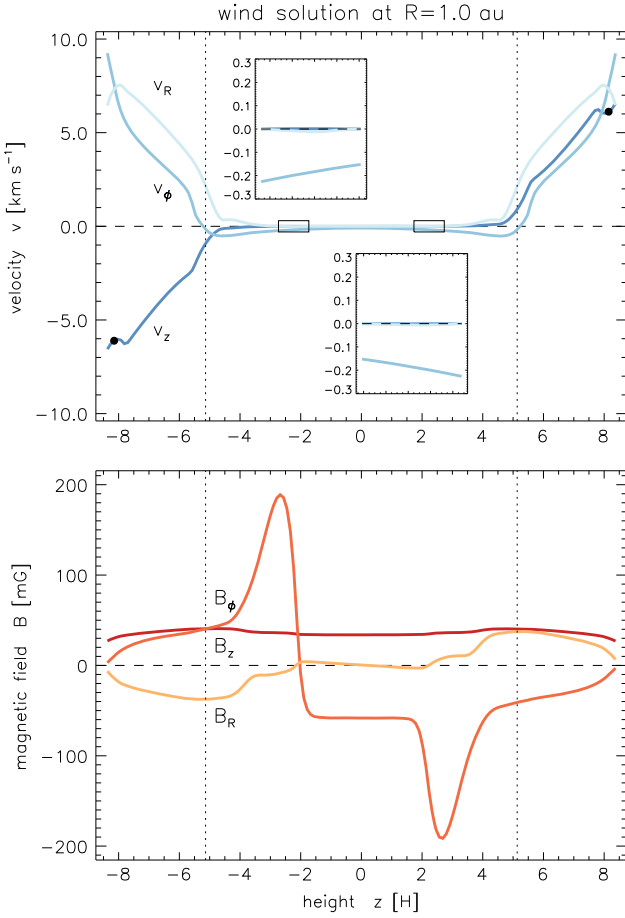 wind solution at R=1.0 au
velocity v [km s⁻¹]
10.0
5.0
0.0
−5.0
−10.0
v_R
v_ϕ
v_z
0.3
0.2
0.1
0.0
−0.1
−0.2
−0.3
0.3
0.2
0.1
0.0
−0.1
−0.2
−0.3
−8 −6 −4 −2 0 2 4 6 8
magnetic field B [mG]
200
100
0
−100
−200
B_ϕ
B_z
B_R
−8 −6 −4 −2 0 2 4 6 8
height z [H]